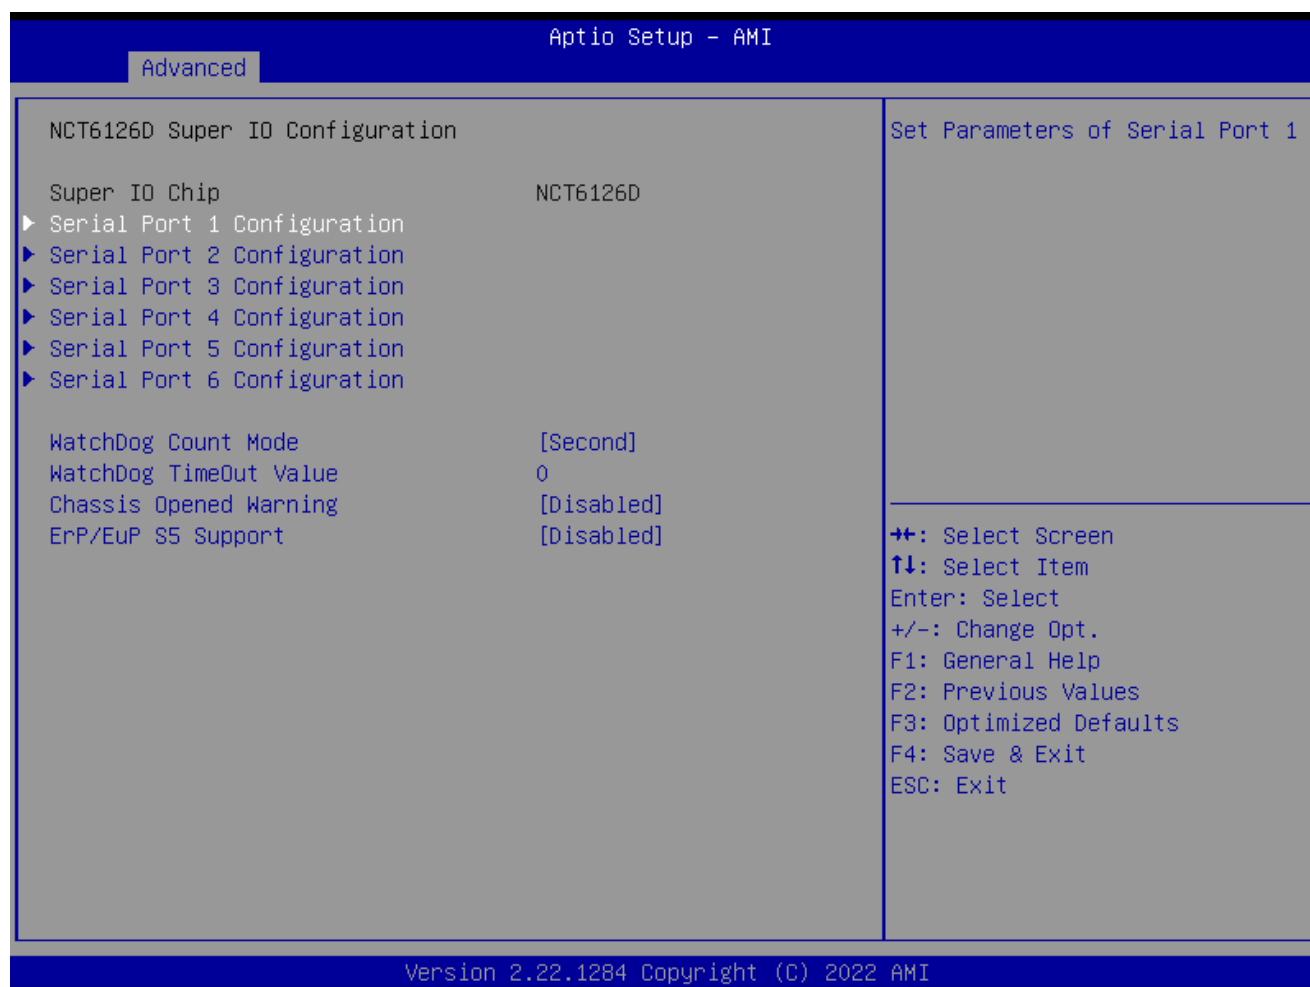 Aptio Setup – AMI
Advanced
NCT6126D Super IO Configuration
Super IO Chip NCT6126D
Serial Port 1 Configuration
Serial Port 2 Configuration
Serial Port 3 Configuration
Serial Port 4 Configuration
Serial Port 5 Configuration
Serial Port 6 Configuration
WatchDog Count Mode [Second]
WatchDog TimeOut Value 0
Chassis Opened Warning [Disabled]
ErP/EuP S5 Support [Disabled]
Set Parameters of Serial Port 1
→←: Select Screen
↑↓: Select Item
Enter: Select
+/-: Change Opt.
F1: General Help
F2: Previous Values
F3: Optimized Defaults
F4: Save & Exit
ESC: Exit
Version 2.22.1284 Copyright (C) 2022 AMI